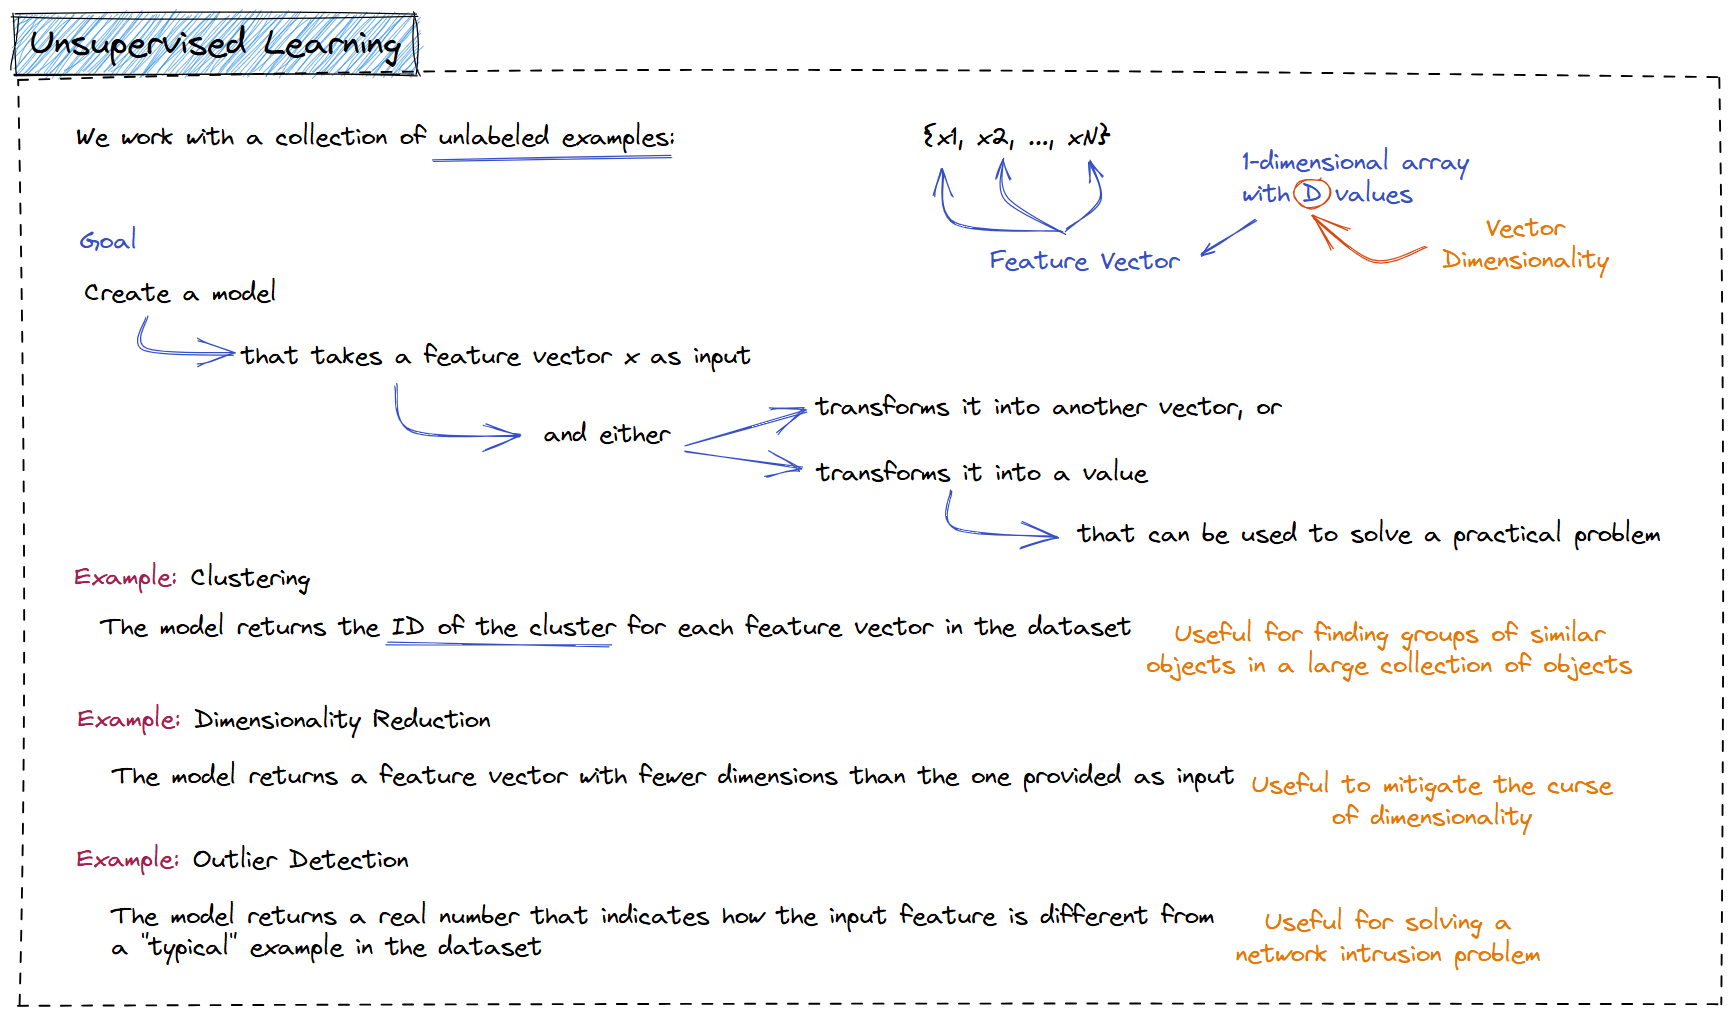 Unsupervised Learning
We work with a collection of unlabeled examples:
{x1, x2, ..., xN}
1-dimensional array
with D values
Vector
Dimensionality
Feature Vector
Goal
Create a model
that takes a feature vector x as input
and either
transforms it into another vector, or
transforms it into a value
that can be used to solve a practical problem
Example: Clustering
The model returns the ID of the cluster for each feature vector in the dataset
Useful for finding groups of similar
objects in a large collection of objects
Example: Dimensionality Reduction
The model returns a feature vector with fewer dimensions than the one provided as input
Useful to mitigate the curse
of dimensionality
Example: Outlier Detection
The model returns a real number that indicates how the input feature is different from
a "typical" example in the dataset
Useful for solving a
network intrusion problem